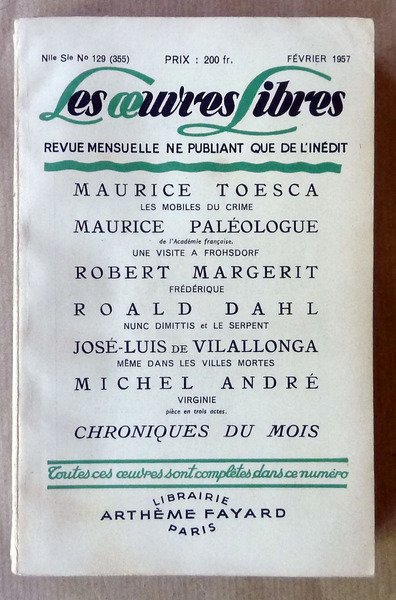 Nlle Sie No 129 (355) PRIX : 200 fr. FÉVRIER 1957
Les œuvres Libres
REVUE MENSUELLE NE PUBLIANT QUE DE L'INÉDIT
MAURICE TOESCA
LES MOBILES DU CRIME
MAURICE PALÉOLOGUE
de l'Académie française.
UNE VISITE A FROHSDORF
ROBERT MARGERIT
FRÉDÉRIQUE
ROALD DAHL
NUNC DIMITTIS et LE SERPENT
JOSÉ-LUIS DE VILALLONGA
MÊME DANS LES VILLES MORTES
MICHEL ANDRÉ
VIRGINIE
pièce en trois actes.
CHRONIQUES DU MOIS
Toutes ces œuvres sont complètes dans ce numéro
LIBRAIRIE
ARTHÈME FAYARD
PARIS